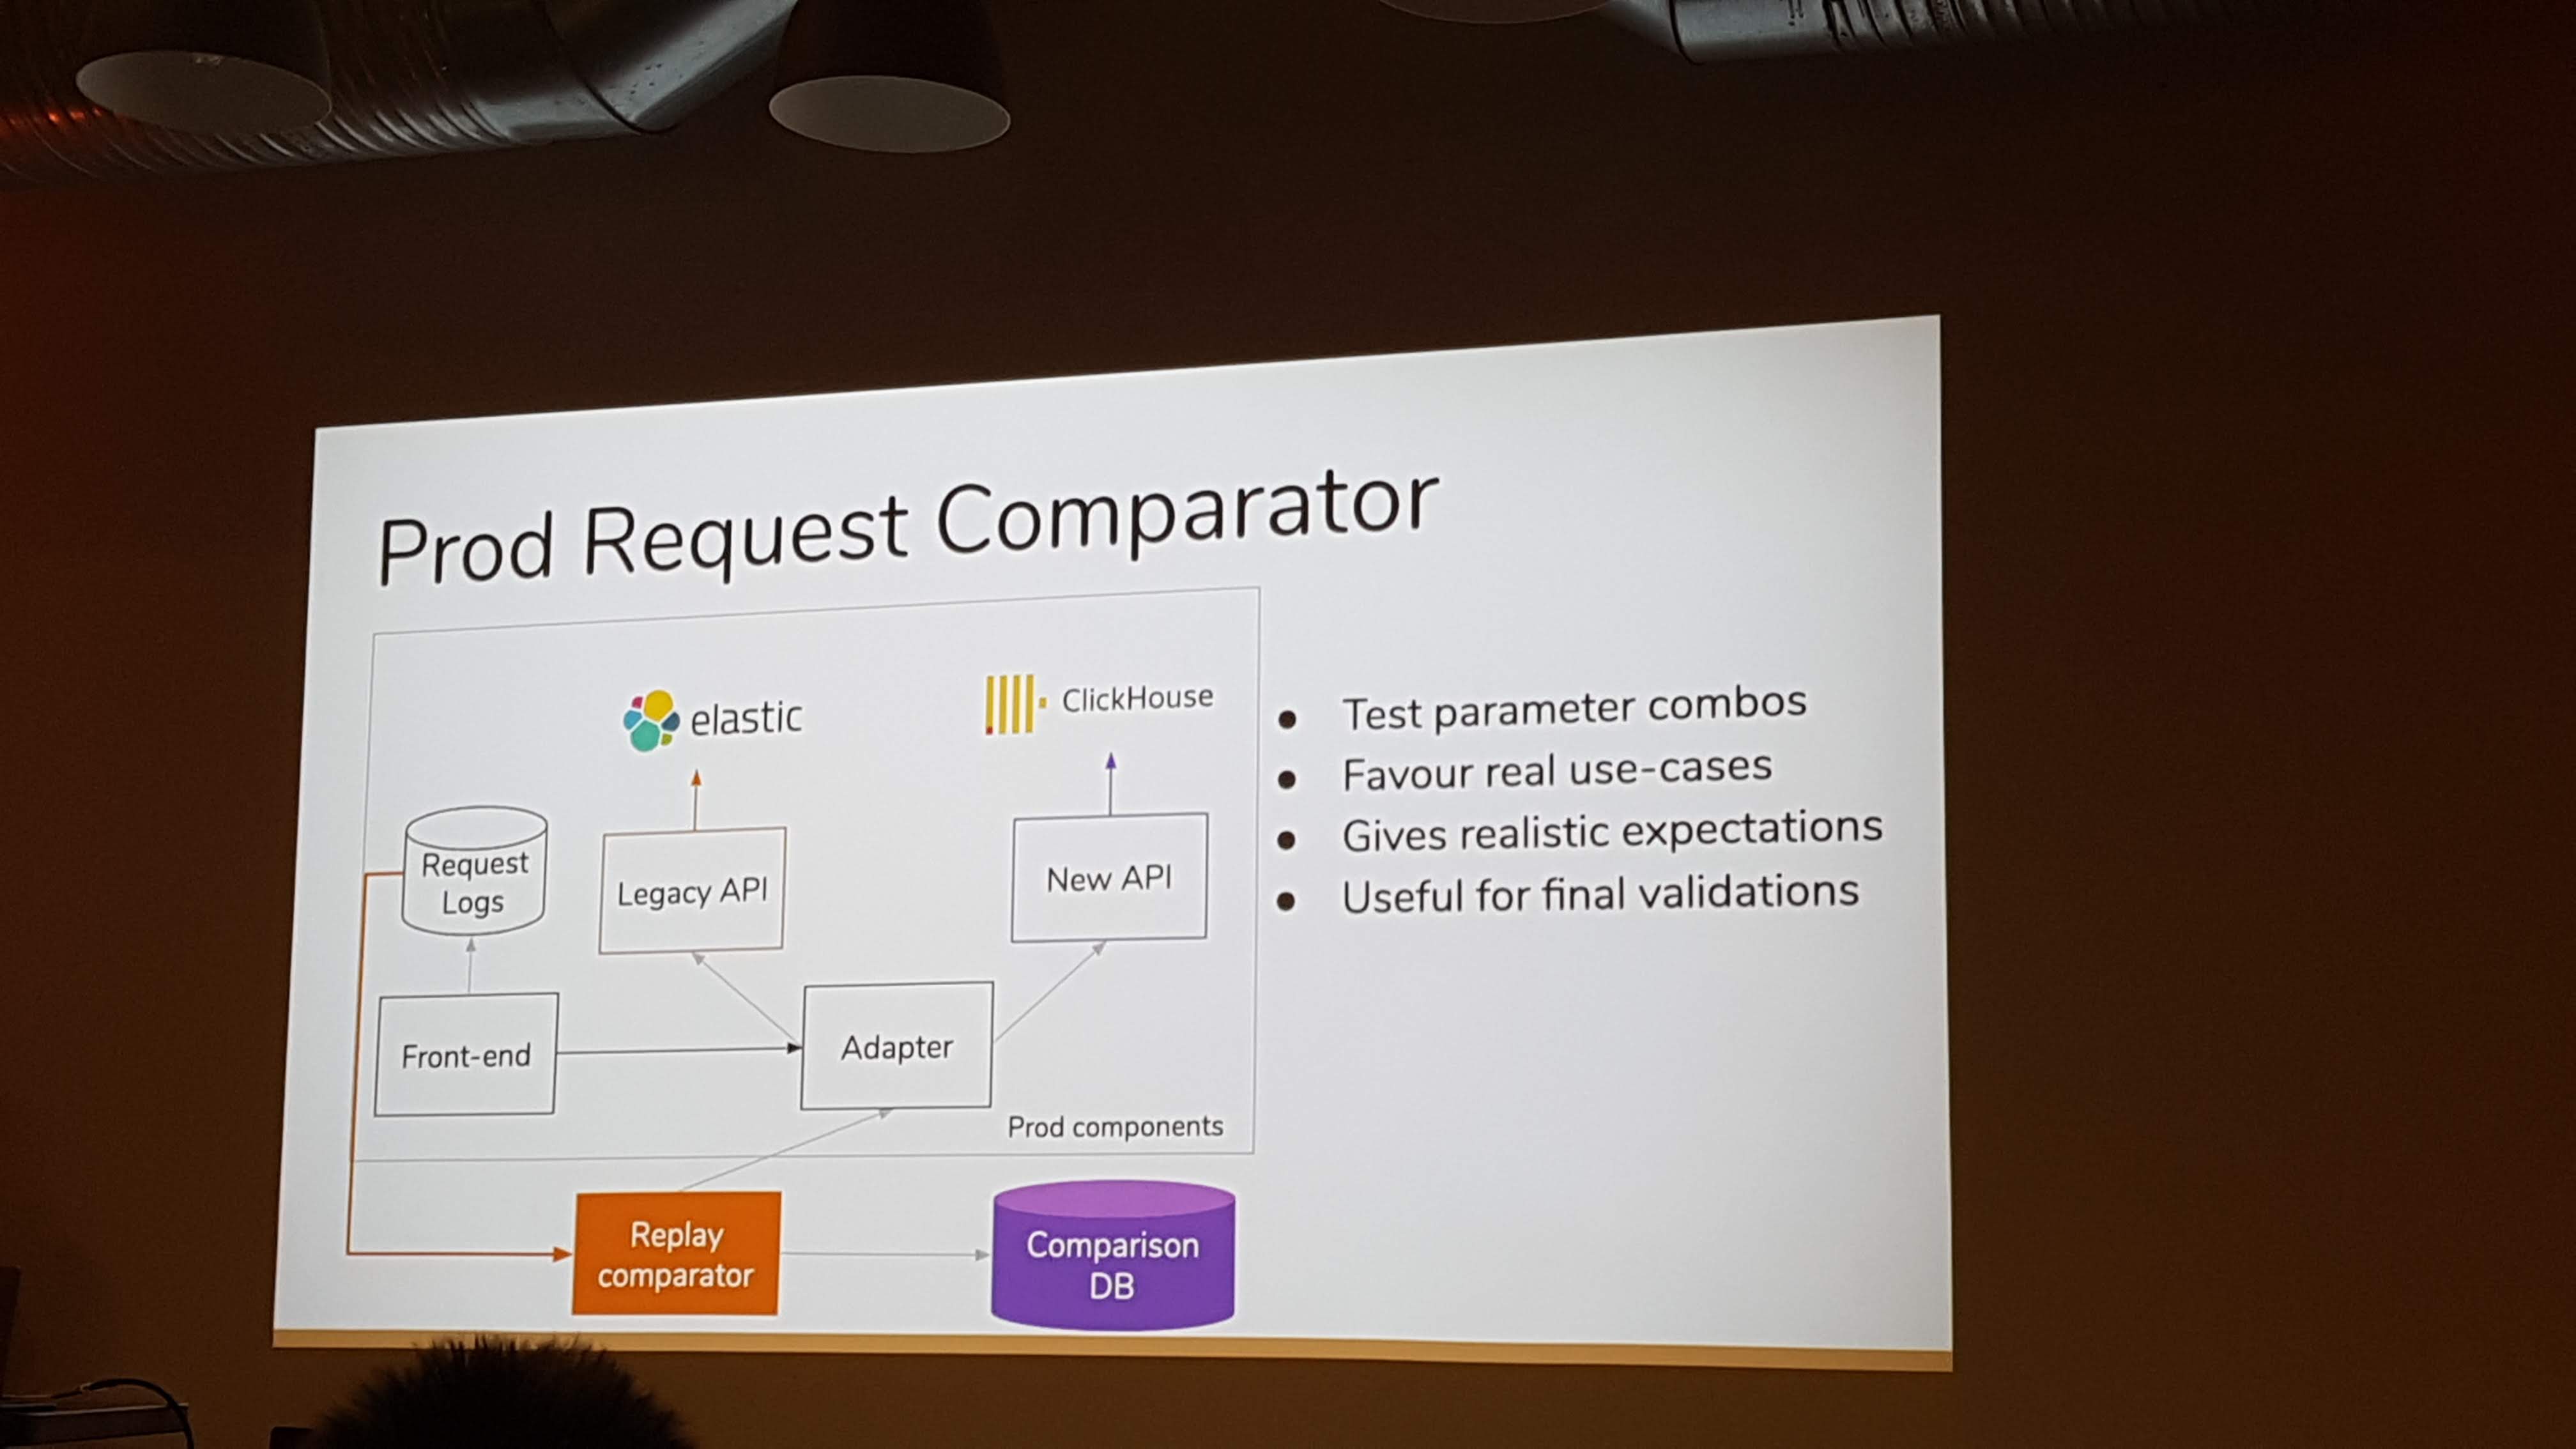 Prod Request Comparator
elastic
ClickHouse
Request
Logs
Legacy API
New API
Front-end
Adapter
Prod components
Replay
comparator
Comparison
DB
● Test parameter combos
● Favour real use-cases
● Gives realistic expectations
● Useful for final validations